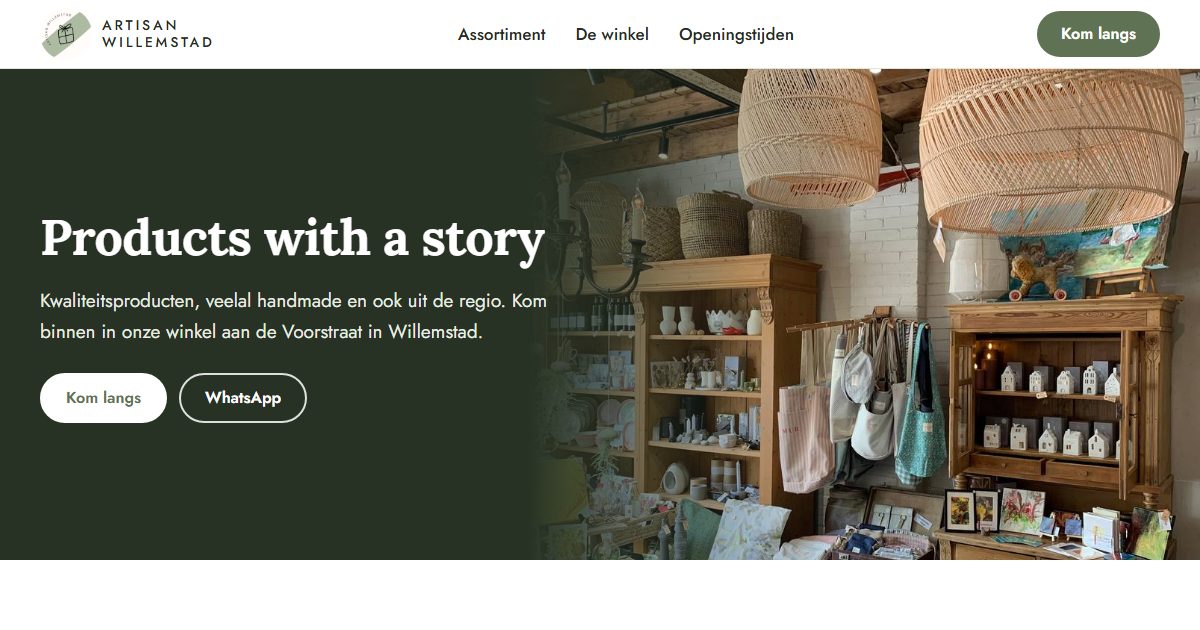 ARTISAN
WILLEMSTAD
Assortiment
De winkel
Openingstijden
Kom langs
Products with a story
Kwaliteitsproducten, veelal handmade en ook uit de regio. Kom
binnen in onze winkel aan de Voorstraat in Willemstad.
Kom langs
WhatsApp